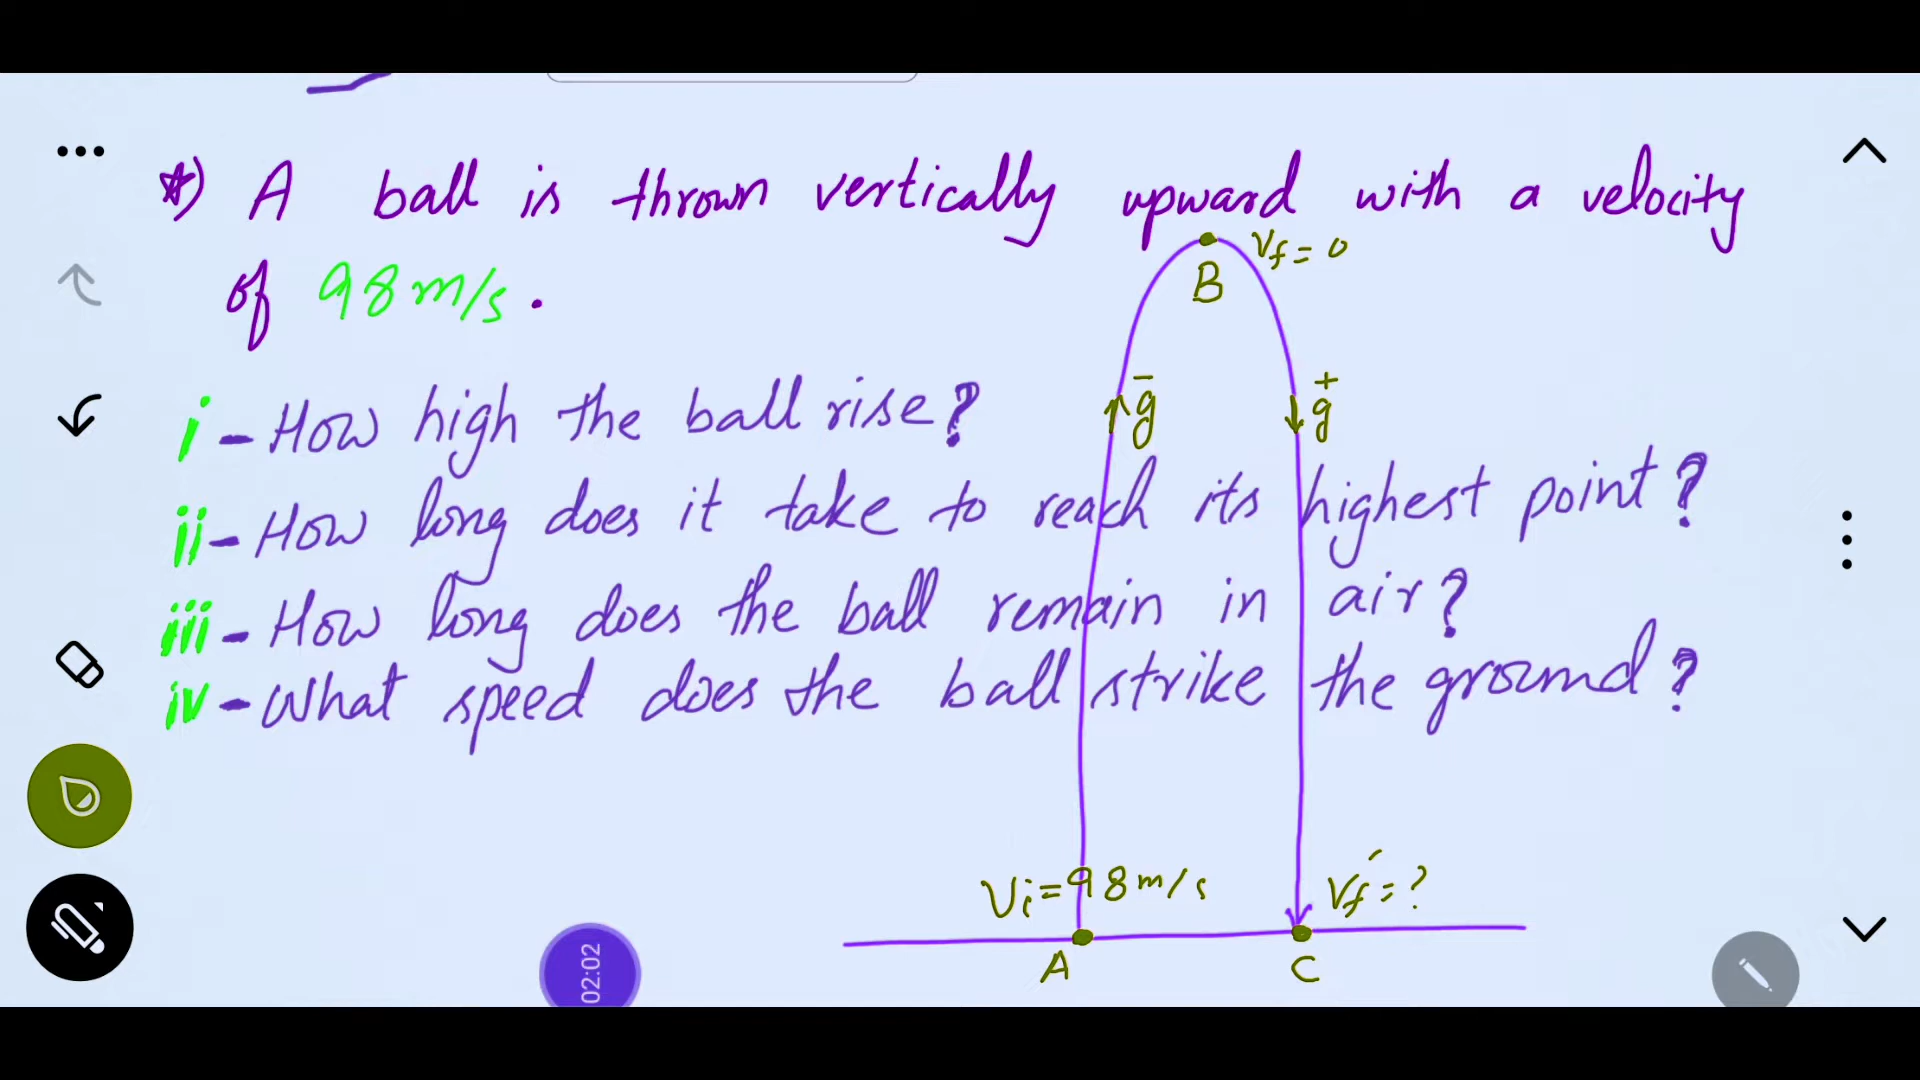 *) A ball is thrown vertically upward with a velocity
of 98m/s.
Vf = 0
B
i - How high the ball rise?
-
g
+
g
ii - How long does it take to reach its highest point?
iii - How long does the ball remain in air?
iv - What speed does the ball strike the ground?
Vi = 98m/s
Vf' = ?
A
C
02:02